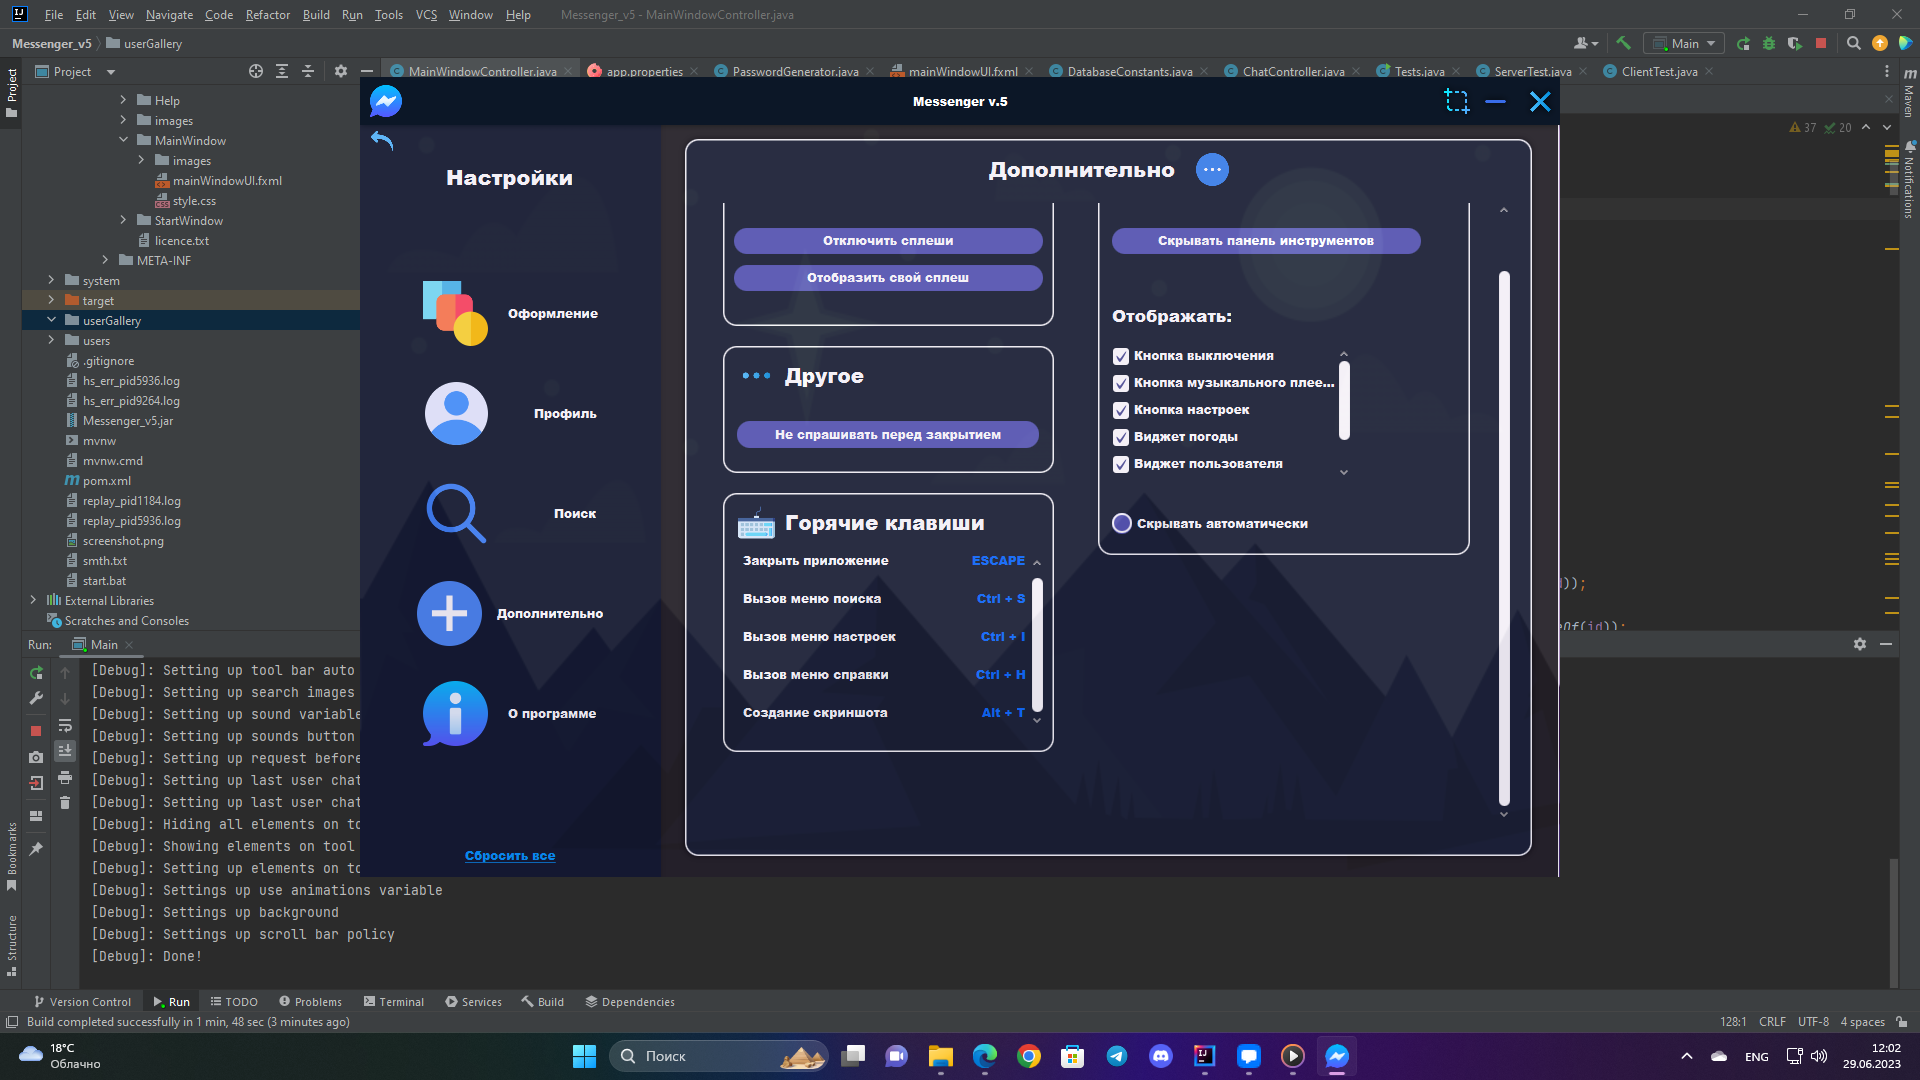 File Edit View Navigate Code Refactor Build Run Tools VCS Window Help Messenger_v5 - MainWindowController.java
Messenger_v5 userGallery Main
Project MainWindowController.java app.properties PasswordGenerator.java mainWindowUI.fxml DatabaseConstants.java ChatController.java Tests.java ServerTest.java ClientTest.java
Project
Maven
Notifications
37 20
Help
images
MainWindow
images
mainWindowUI.fxml
style.css
StartWindow
licence.txt
META-INF
system
target
userGallery
users
.gitignore
hs_err_pid5936.log
hs_err_pid9264.log
Messenger_v5.jar
mvnw
mvnw.cmd
pom.xml
replay_pid1184.log
replay_pid5936.log
screenshot.png
smth.txt
start.bat
External Libraries
Scratches and Consoles
Messenger v.5
Настройки
Оформление
Профиль
Поиск
Дополнительно
О программе
Сбросить все
Дополнительно
Отключить сплеши
Отобразить свой сплеш
Другое
Не спрашивать перед закрытием
Горячие клавиши
Закрыть приложение ESCAPE
Вызов меню поиска Ctrl + S
Вызов меню настроек Ctrl + I
Вызов меню справки Ctrl + H
Создание скриншота Alt + T
Скрывать панель инструментов
Отображать:
Кнопка выключения
Кнопка музыкального плее...
Кнопка настроек
Виджет погоды
Виджет пользователя
Скрывать автоматически
));
Of(id));
Run: Main
[Debug]: Setting up tool bar auto
[Debug]: Setting up search images
[Debug]: Setting up sound variable
[Debug]: Setting up sounds button
[Debug]: Setting up request before
[Debug]: Setting up last user chat
[Debug]: Setting up last user chat
[Debug]: Hiding all elements on to
[Debug]: Showing elements on tool
[Debug]: Setting up elements on to
[Debug]: Settings up use animations variable
[Debug]: Settings up background
[Debug]: Settings up scroll bar policy
[Debug]: Done!
Bookmarks
Structure
Version Control Run TODO Problems Terminal Services Build Dependencies
Build completed successfully in 1 min, 48 sec (3 minutes ago) 128:1 CRLF UTF-8 4 spaces
18°C
Облачно
Поиск
ENG
12:02
29.06.2023